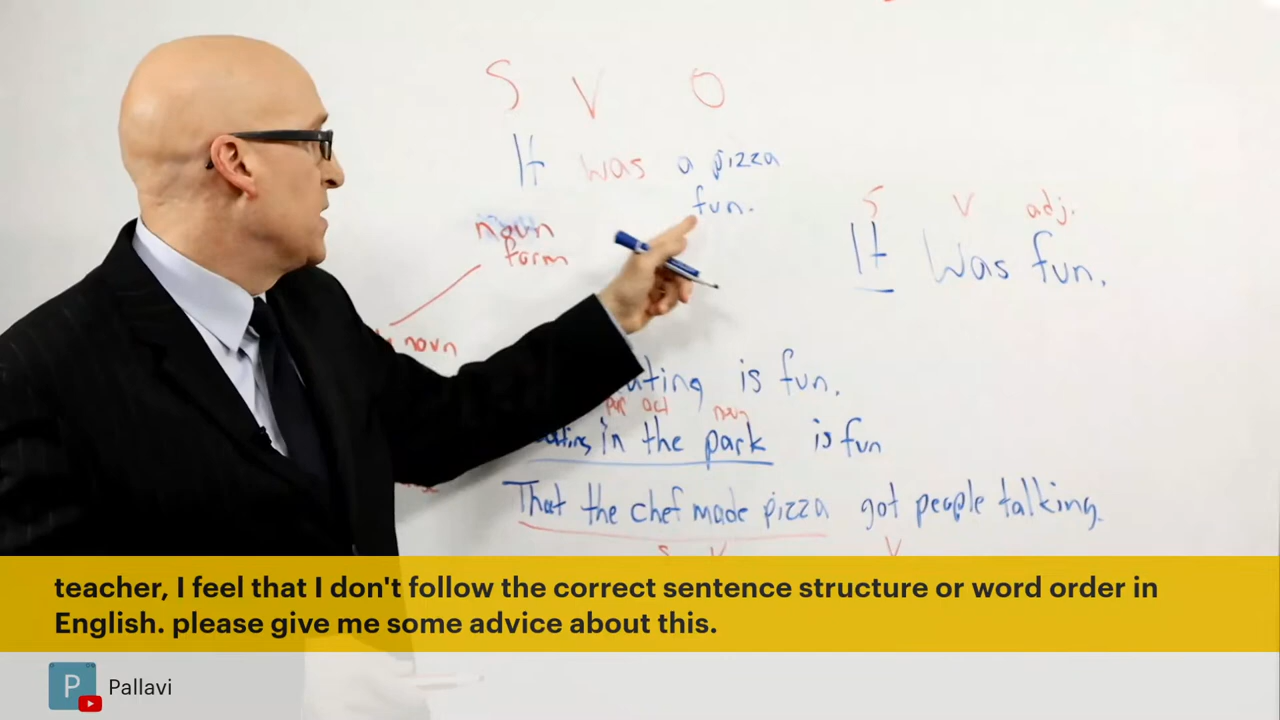 S V O
It was a pizza
fun.
noun
form
noun
S V adj.
It was fun.
is fun.
noun
in the park is fun
That the chef made pizza got people talking.
S V V
teacher, I feel that I don't follow the correct sentence structure or word order in
English. please give me some advice about this.
P Pallavi